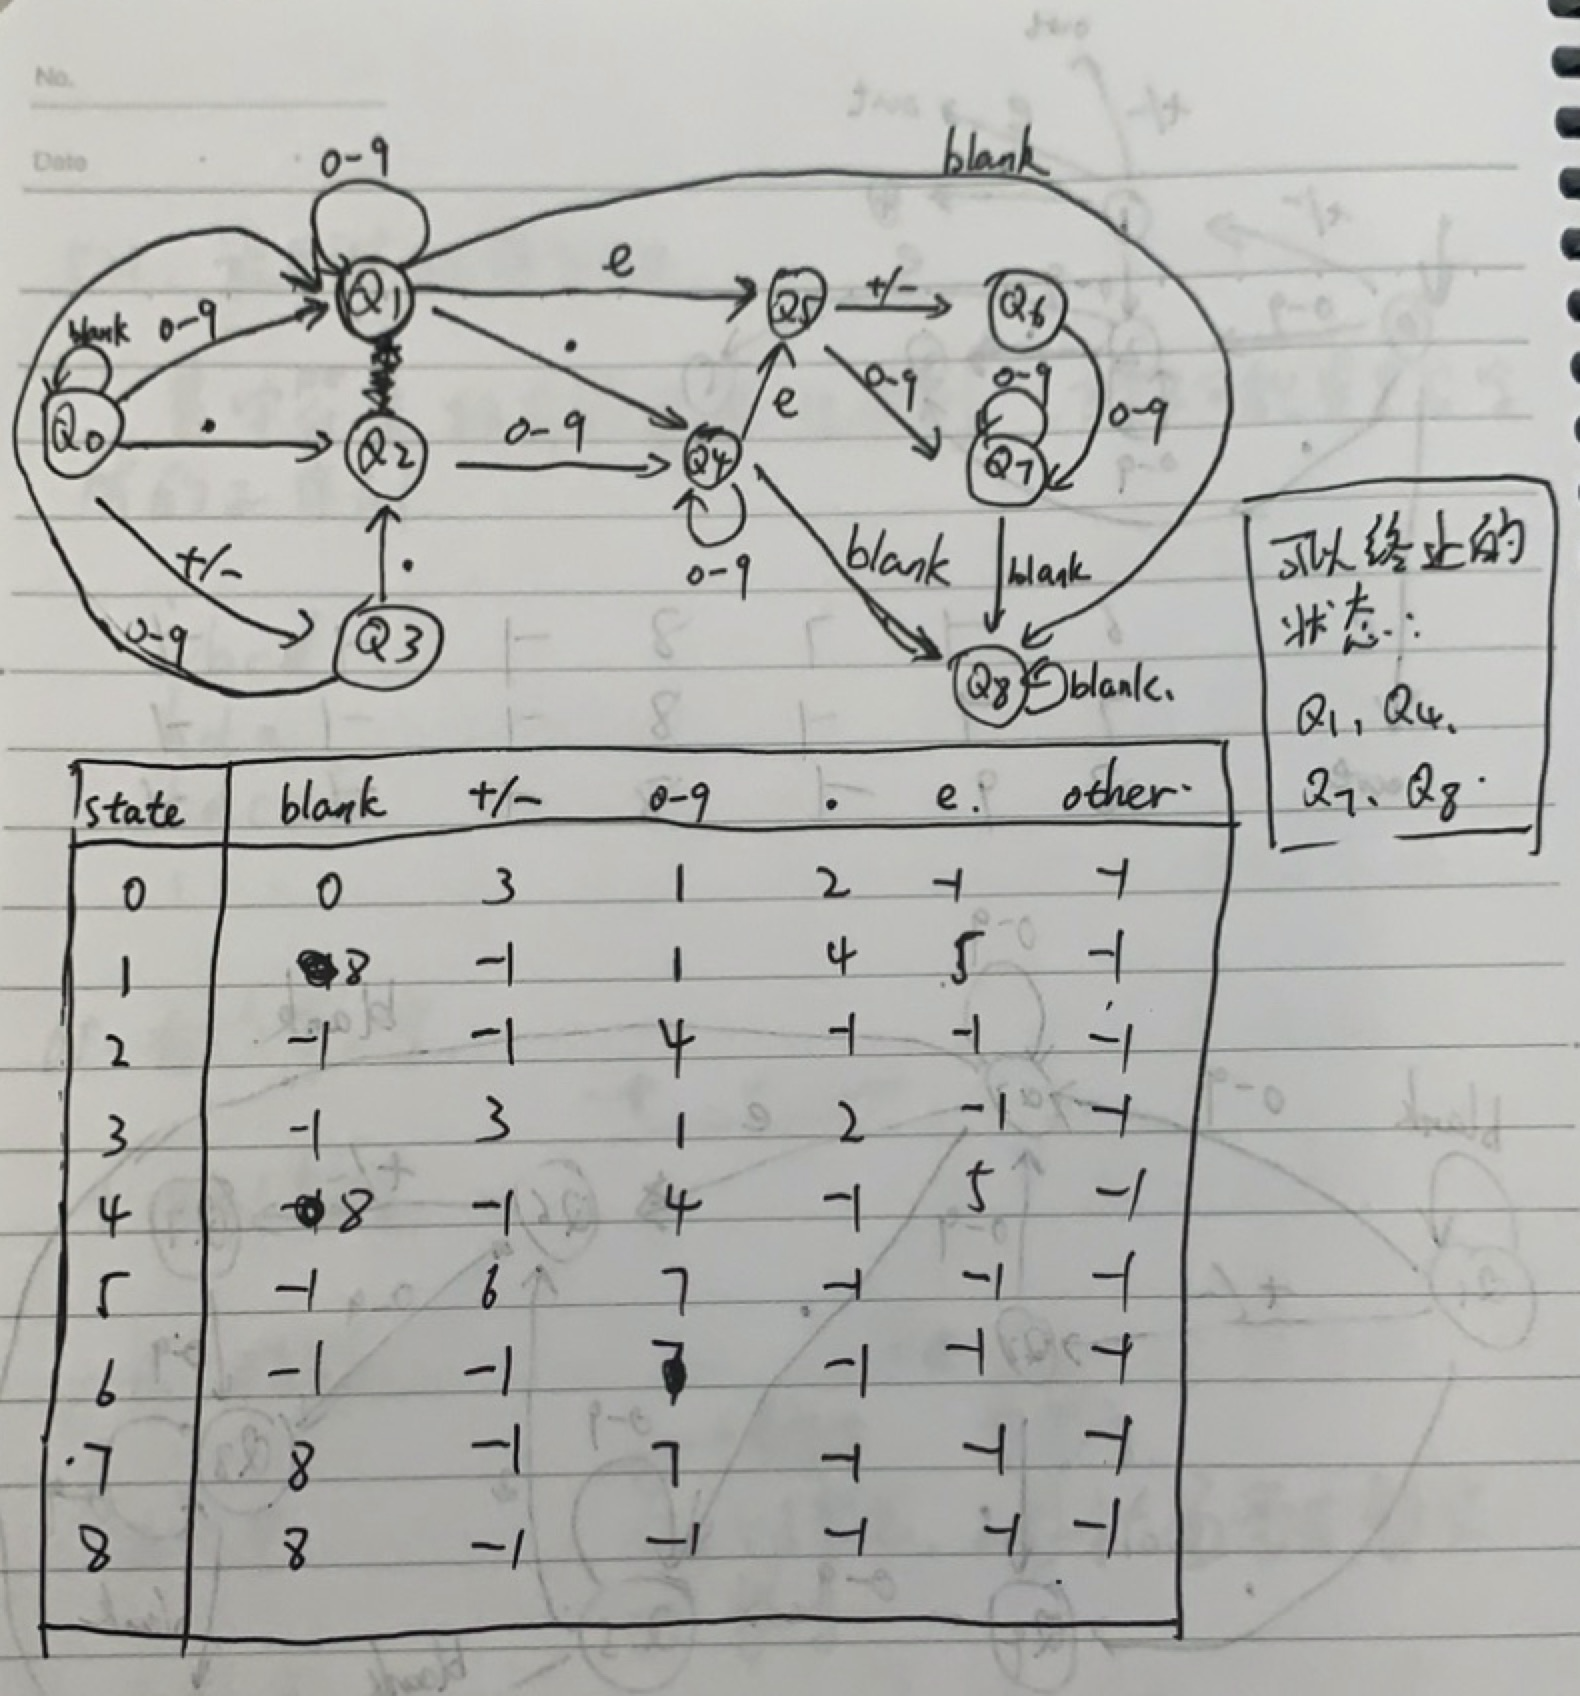 No.
Date
0-9
blank
e
Q1
Q5
+/-
Q6
blank 0-9
.
0-9
0-9
0-9
Q0
.
Q2
0-9
Q4
e
Q7
+/-
.
0-9
blank
blank
0-9
Q3
Q8
blank.
可以终止的
状态:
Q1、Q4、
Q7、Q8.
state blank +/- 0-9 . e. other.
0 0 3 1 2 -1 -1
1 8 -1 1 4 5 -1
2 -1 -1 4 -1 -1 -1
3 -1 3 1 2 -1 -1
4 8 -1 4 -1 5 -1
5 -1 6 7 -1 -1 -1
6 -1 -1 7 -1 -1 -1
7 8 -1 7 -1 -1 -1
8 8 -1 -1 -1 -1 -1